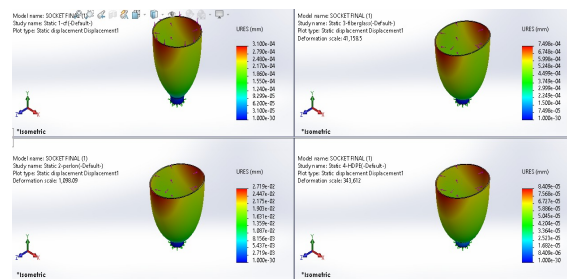 Model name: SOCKET FINAL (1)
Study name: Static 1-cf(-Default-)
Plot type: Static displacement Displacement1
URES (mm)
3.100e-04
2.790e-04
2.480e-04
2.170e-04
1.860e-04
1.550e-04
1.240e-04
9.299e-05
6.200e-05
3.100e-05
1.000e-30
Y
Z
X
*Isometric
Model name: SOCKET FINAL (1)
Study name: Static 3-fiberglass(-Default-)
Plot type: Static displacement Displacement1
Deformation scale: 41,158.5
URES (mm)
7.498e-04
6.748e-04
5.998e-04
5.248e-04
4.499e-04
3.749e-04
2.999e-04
2.249e-04
1.500e-04
7.498e-05
1.000e-30
Y
Z
X
*Isometric
Model name: SOCKET FINAL (1)
Study name: Static 2-perlon(-Default-)
Plot type: Static displacement Displacement1
Deformation scale: 1,098.09
URES (mm)
2.719e-02
2.447e-02
2.175e-02
1.903e-02
1.631e-02
1.359e-02
1.087e-02
8.156e-03
5.437e-03
2.719e-03
1.000e-30
Y
Z
X
*Isometric
Model name: SOCKET FINAL (1)
Study name: Static 4-HDPE(-Default-)
Plot type: Static displacement Displacement1
Deformation scale: 343,612
URES (mm)
8.409e-05
7.568e-05
6.727e-05
5.886e-05
5.045e-05
4.204e-05
3.364e-05
2.523e-05
1.682e-05
8.409e-06
1.000e-30
Y
Z
X
*Isometric